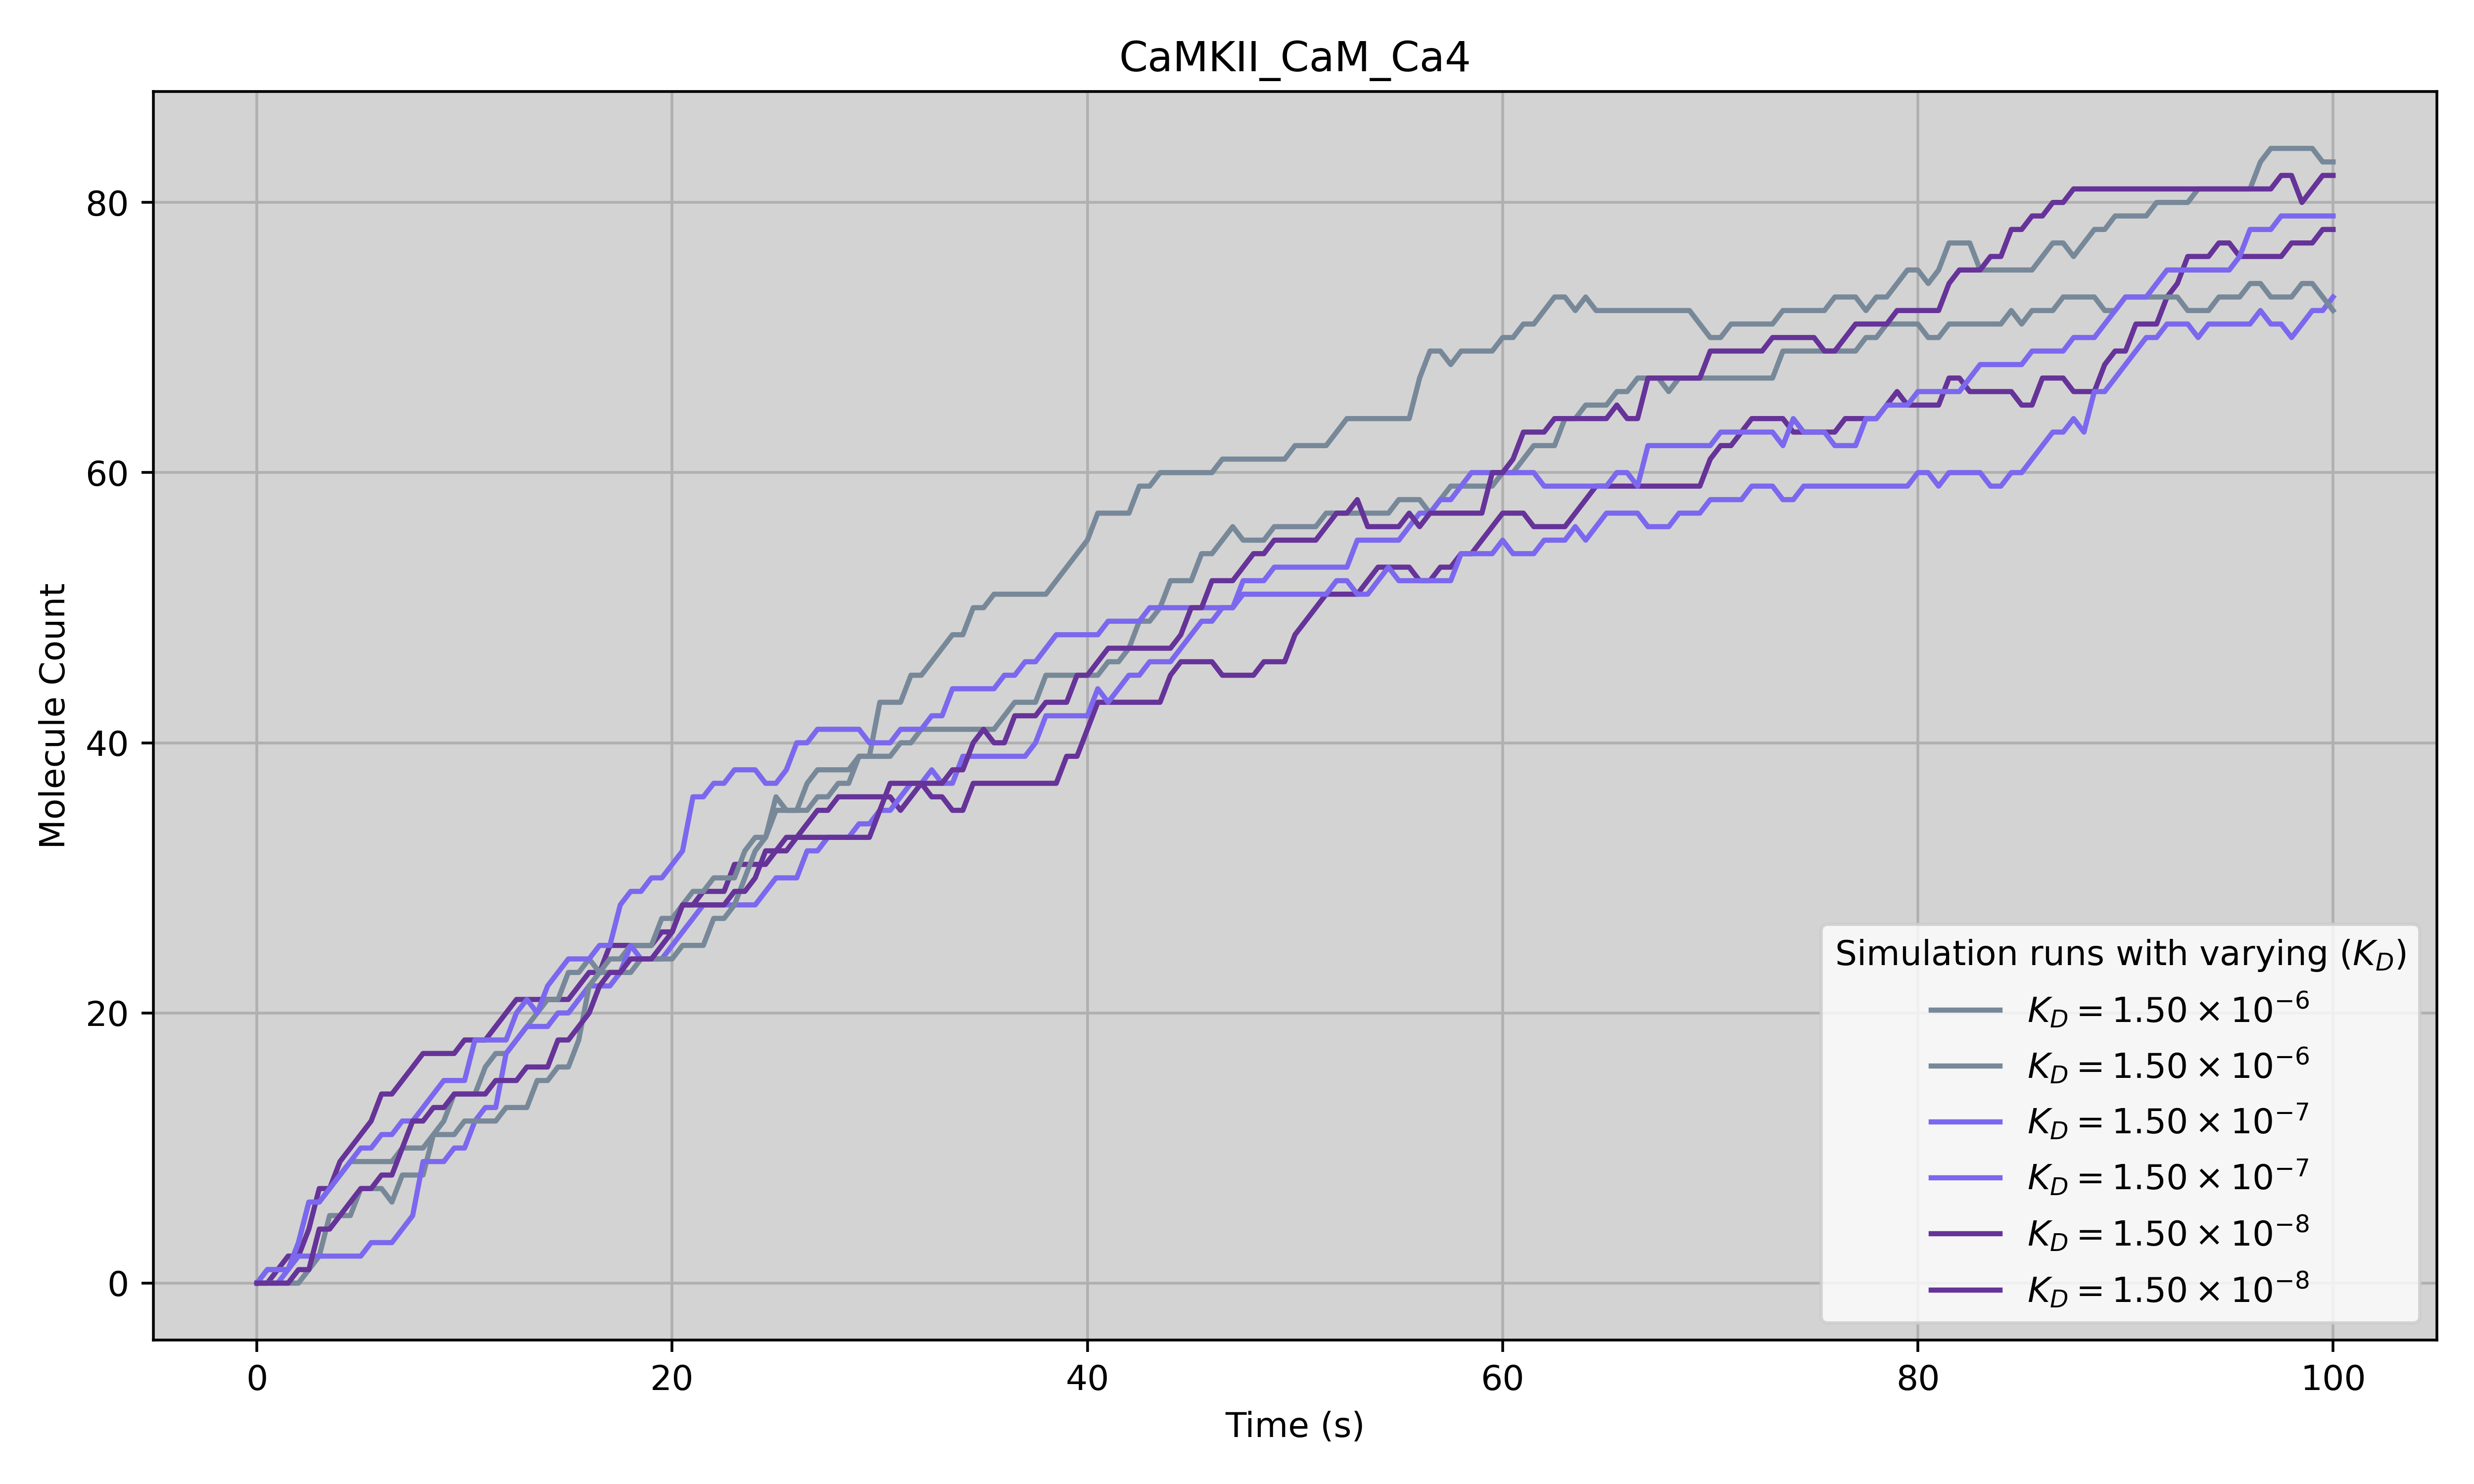 CaMKII_CaM_Ca4
Molecule Count
80
60
40
20
0
0 20 40 60 80 100
Time (s)
Simulation runs with varying (K_D)
K_D = 1.50 × 10⁻⁶
K_D = 1.50 × 10⁻⁶
K_D = 1.50 × 10⁻⁷
K_D = 1.50 × 10⁻⁷
K_D = 1.50 × 10⁻⁸
K_D = 1.50 × 10⁻⁸